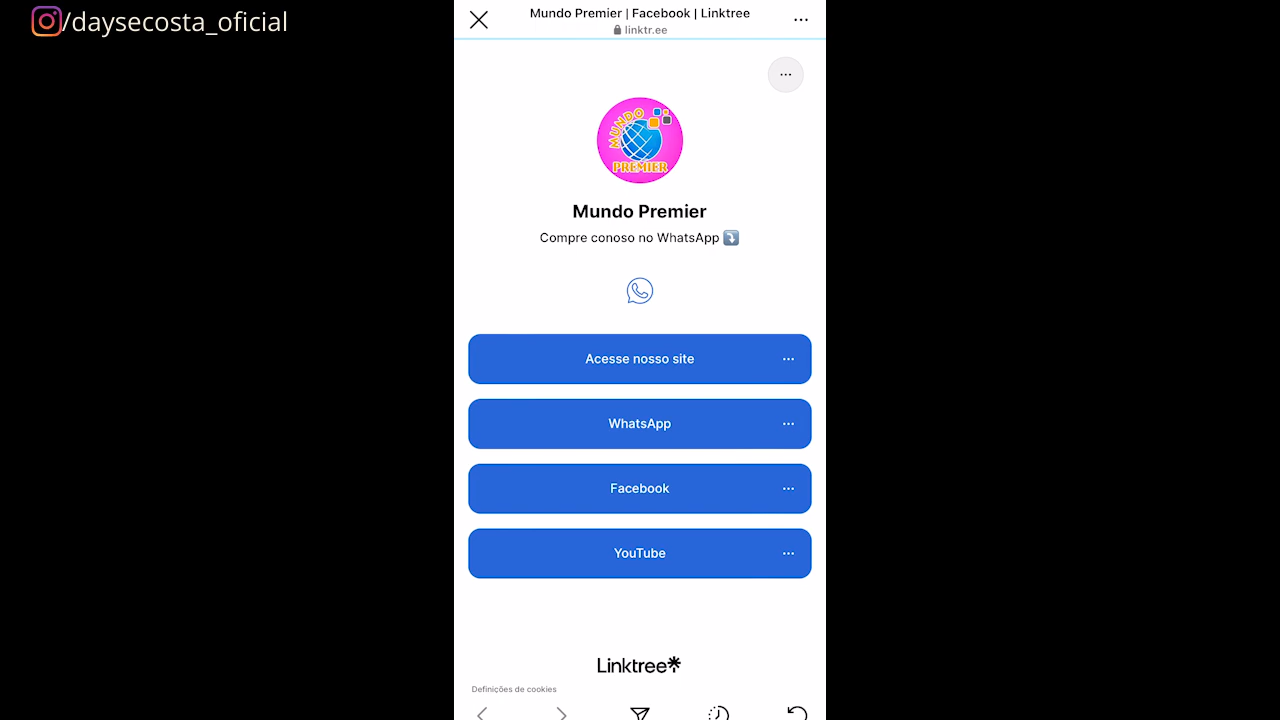 /daysecosta_oficial
Mundo Premier | Facebook | Linktree
linktr.ee
MUNDO
PREMIER
Mundo Premier
Compre conoso no WhatsApp ⤵️
Acesse nosso site
WhatsApp
Facebook
YouTube
Linktree*
Definições de cookies